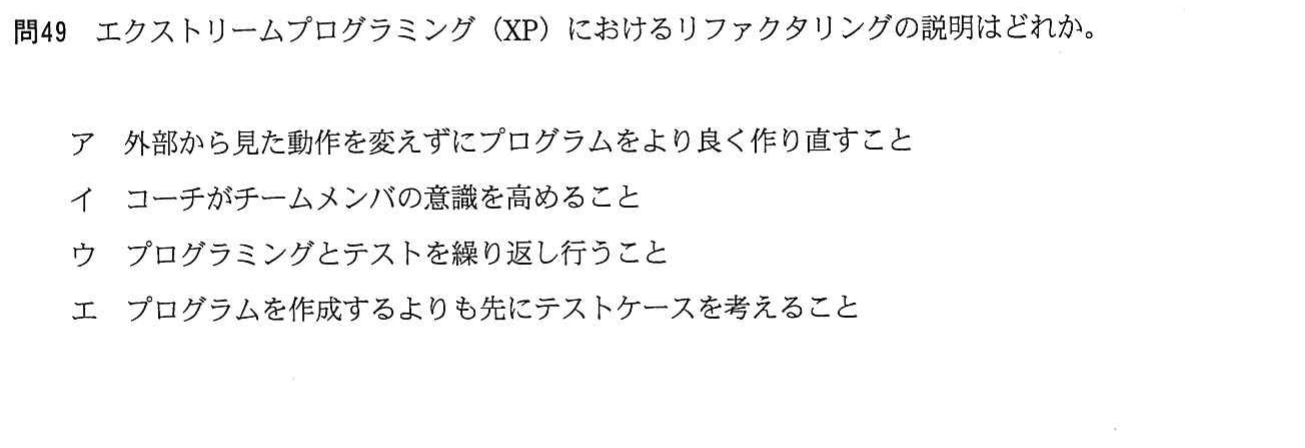 問49 エクストリームプログラミング（XP）におけるリファクタリングの説明はどれか。
ア 外部から見た動作を変えずにプログラムをより良く作り直すこと
イ コーチがチームメンバの意識を高めること
ウ プログラミングとテストを繰り返し行うこと
エ プログラムを作成するよりも先にテストケースを考えること